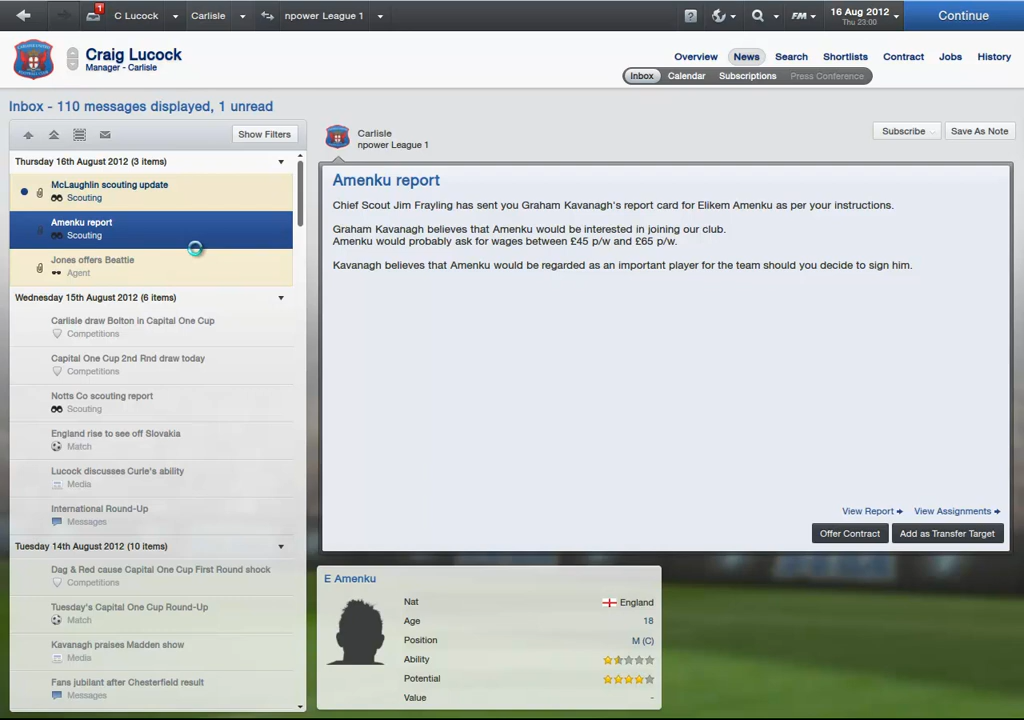 1
C Lucock
Carlisle
npower League 1
?
FM
16 Aug 2012
Thu 23:00
Continue
Craig Lucock
Manager - Carlisle
Overview
News
Search
Shortlists
Contract
Jobs
History
Inbox
Calendar
Subscriptions
Press Conference
Inbox - 110 messages displayed, 1 unread
Show Filters
Carlisle
npower League 1
Subscribe
Save As Note
Thursday 16th August 2012 (3 items)
McLaughlin scouting update
Scouting
Amenku report
Scouting
Jones offers Beattie
Agent
Wednesday 15th August 2012 (6 items)
Carlisle draw Bolton in Capital One Cup
Competitions
Capital One Cup 2nd Rnd draw today
Competitions
Notts Co scouting report
Scouting
England rise to see off Slovakia
Match
Lucock discusses Curle's ability
Media
International Round-Up
Messages
Tuesday 14th August 2012 (10 items)
Dag & Red cause Capital One Cup First Round shock
Competitions
Tuesday's Capital One Cup Round-Up
Match
Kavanagh praises Madden show
Media
Fans jubilant after Chesterfield result
Messages
Amenku report
Chief Scout Jim Frayling has sent you Graham Kavanagh's report card for Elikem Amenku as per your instructions.
Graham Kavanagh believes that Amenku would be interested in joining our club.
Amenku would probably ask for wages between £45 p/w and £65 p/w.
Kavanagh believes that Amenku would be regarded as an important player for the team should you decide to sign him.
View Report
View Assignments
Offer Contract
Add as Transfer Target
E Amenku
Nat England
Age 18
Position M (C)
Ability
Potential
Value -